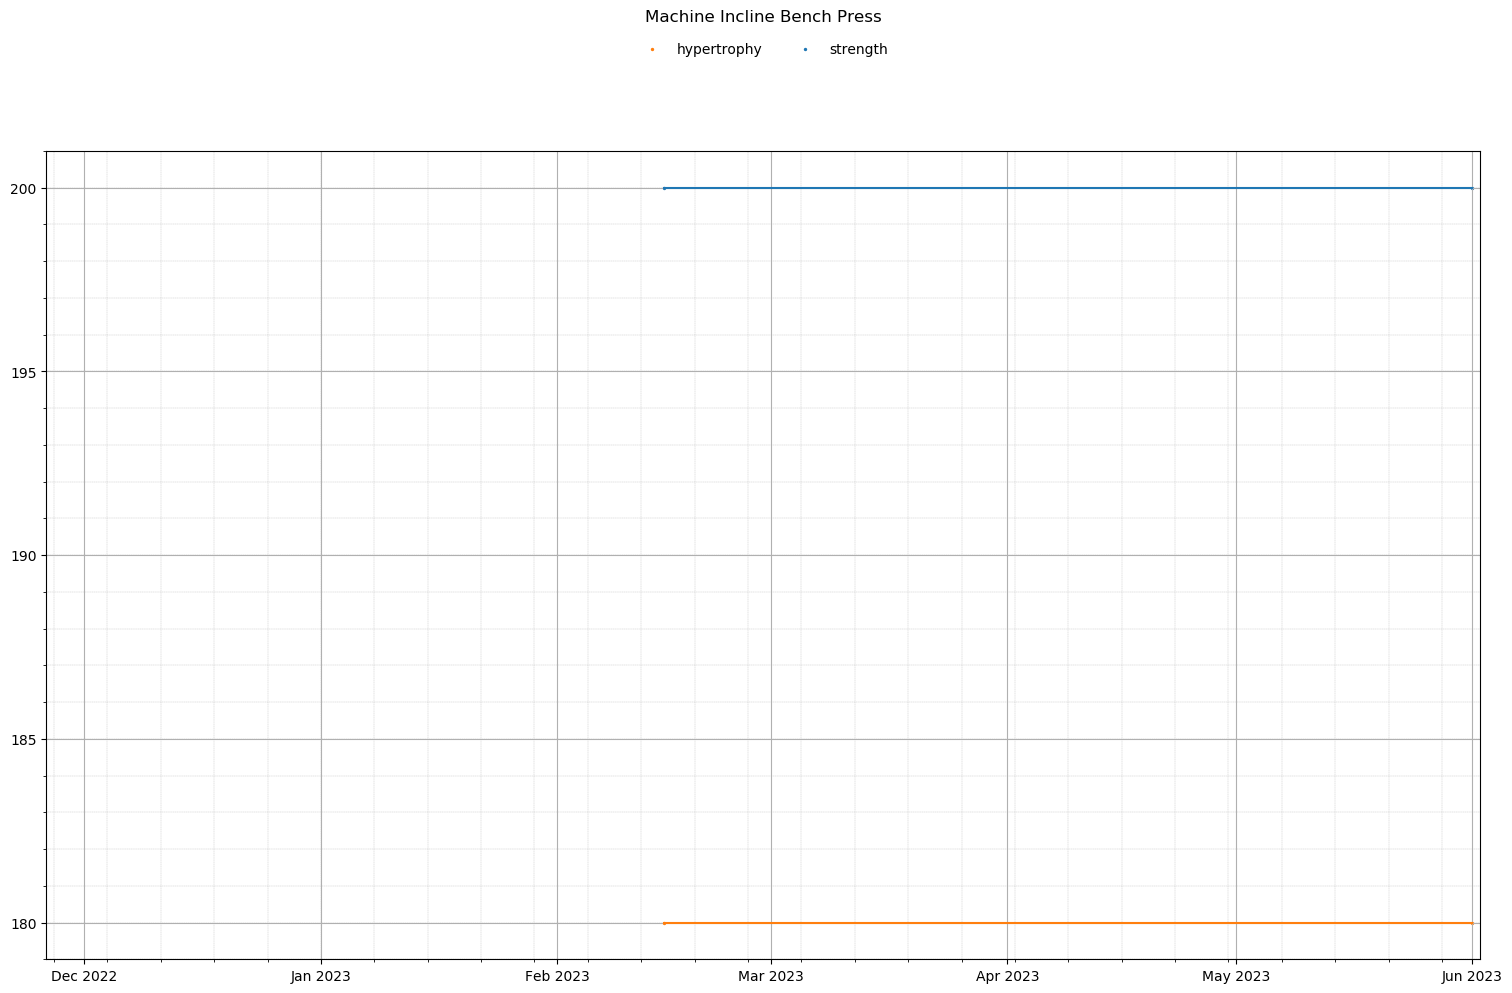 Machine Incline Bench Press
hypertrophy strength
200
195
190
185
180
Dec 2022 Jan 2023 Feb 2023 Mar 2023 Apr 2023 May 2023 Jun 2023